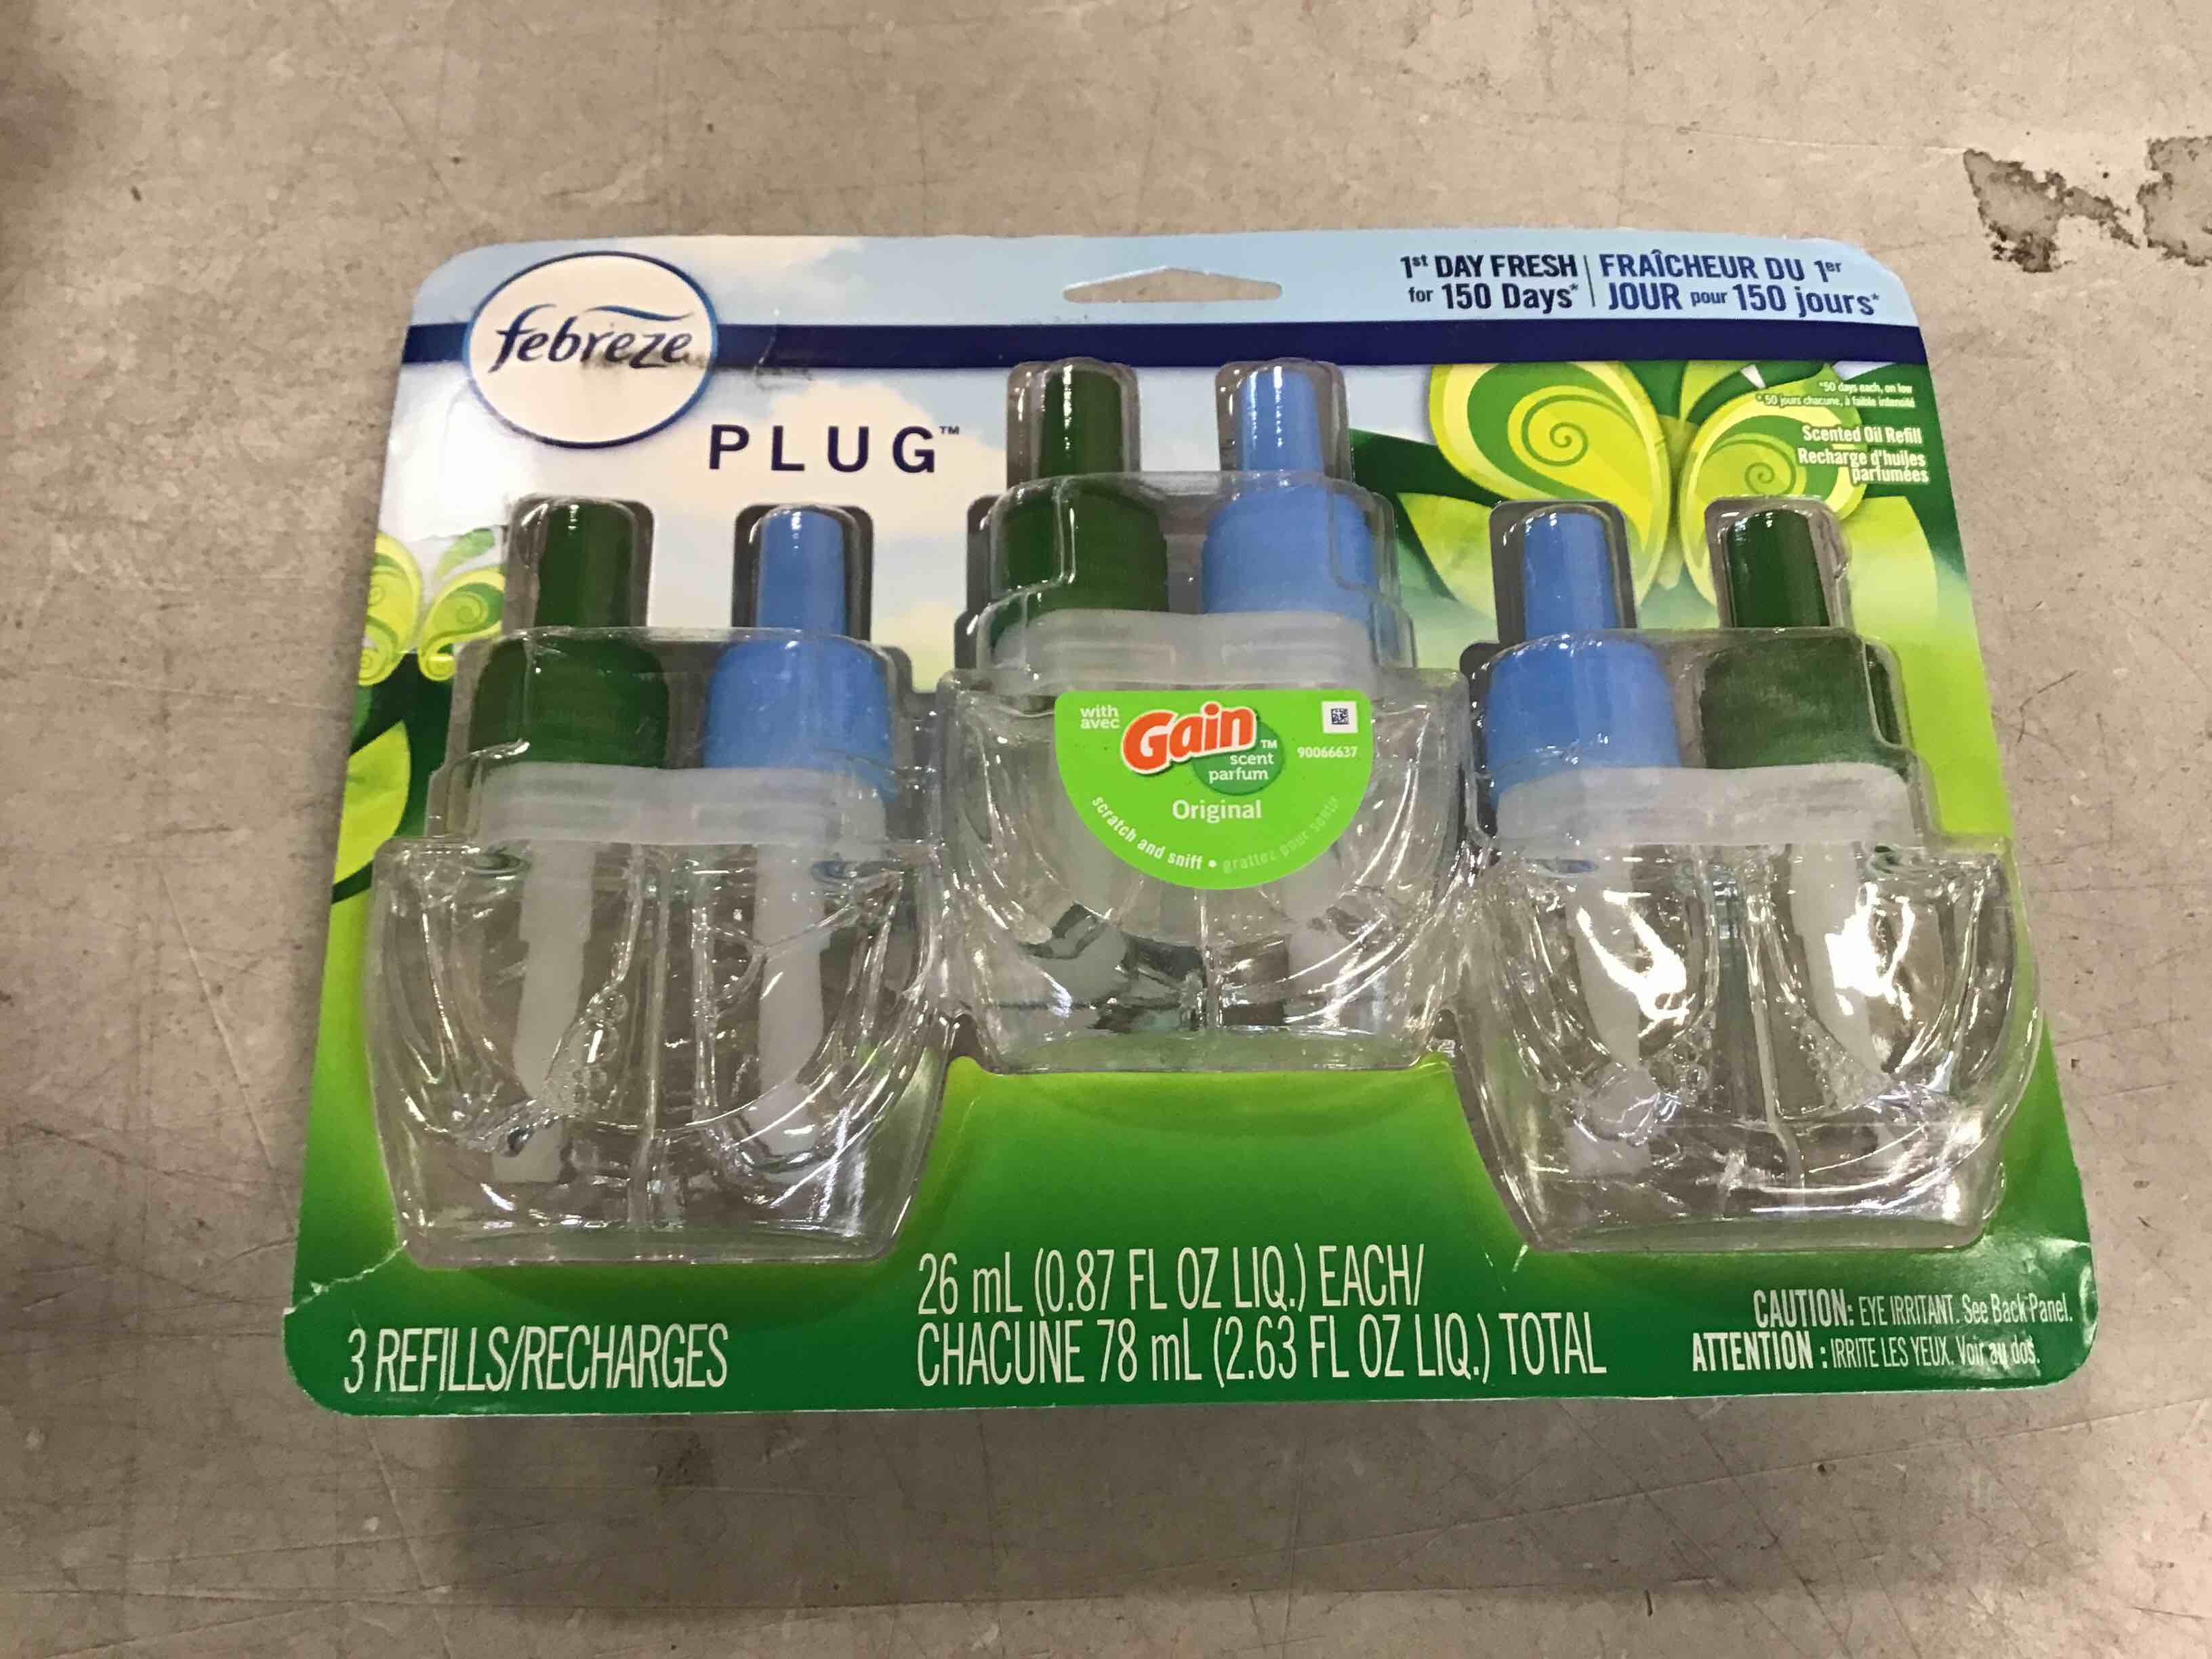 febreze
PLUG™
1st DAY FRESH
for 150 Days*
FRAÎCHEUR DU 1er
JOUR pour 150 jours*
*50 days each, on low
*50 jours chacune, à faible intensité
Scented Oil Refill
Recharge d'huiles
parfumées
with
avec
Gain™
scent
parfum
90066637
Original
scratch and sniff • grattez pour sentir
3 REFILLS/RECHARGES
26 mL (0.87 FL OZ LIQ.) EACH/
CHACUNE 78 mL (2.63 FL OZ LIQ.) TOTAL
CAUTION: EYE IRRITANT. See Back Panel.
ATTENTION : IRRITE LES YEUX. Voir au dos.